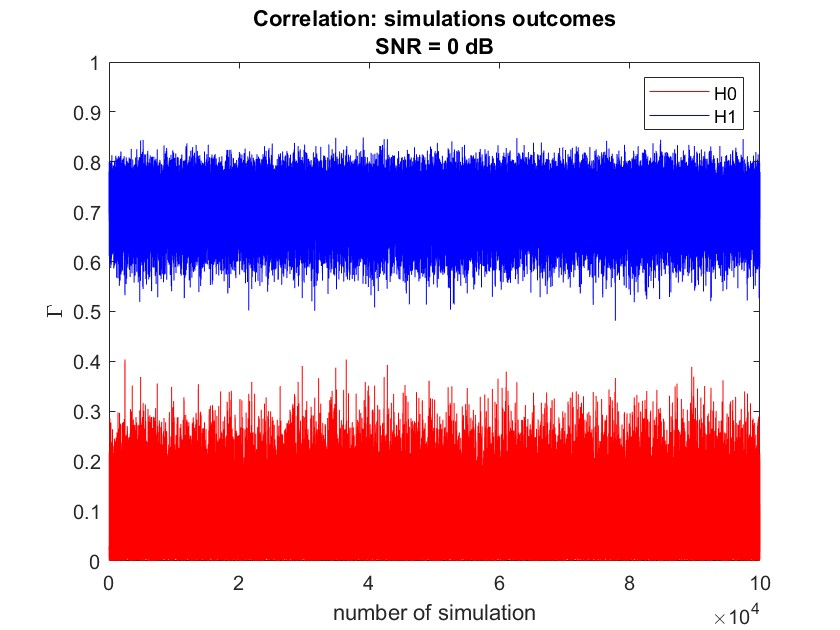 Correlation: simulations outcomes
SNR = 0 dB
H0
H1
1
0.9
0.8
0.7
0.6
0.5
0.4
0.3
0.2
0.1
0
Γ
0 2 4 6 8 10
number of simulation
×10^4